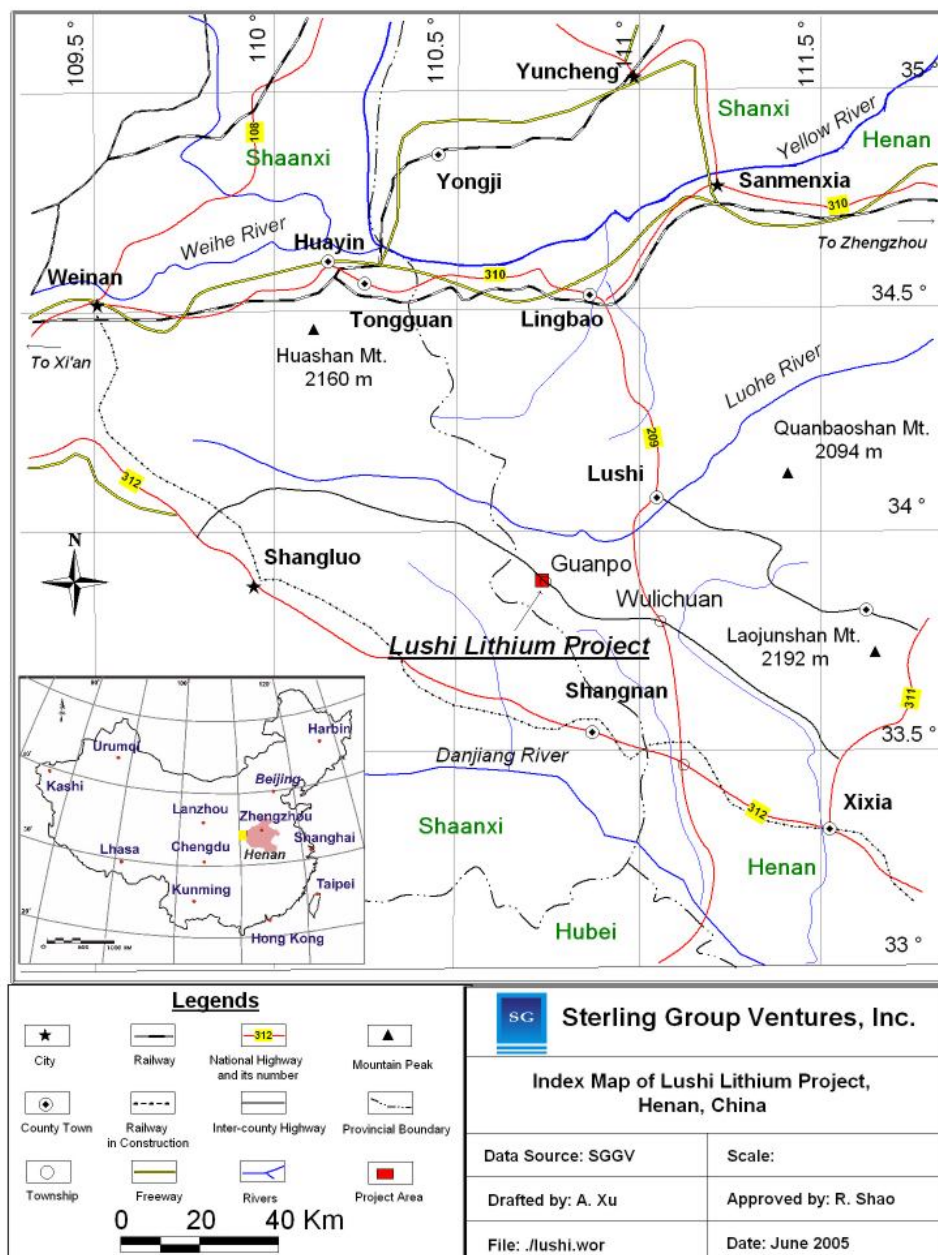 109.5 °
110 °
110.5 °
111 °
111.5 °
Yuncheng
35
Shanxi
108
Shaanxi
Yellow River
Henan
Yongji
Sanmenxia
310
Weihe River
Huayin
To Zhengzhou
Weinan
310
34.5 °
Tongguan
Lingbao
To Xi'an
Huashan Mt.
2160 m
Luohe River
209
Quanbaoshan Mt.
2094 m
312
Lushi
34 °
N
Shangluo
Guanpo
Wulichuan
Lushi Lithium Project
Laojunshan Mt.
2192 m
Shangnan
311
33.5 °
Danjiang River
Xixia
312
Shaanxi
Henan
Hubei
33 °
100
120
Harbin
Urumqi
Beijing
Kashi
Lanzhou
Zhengzhou
Shanghai
Chengdu
Henan
Lhasa
Kunming
Taipei
Hong Kong
Legends
City
Railway
312
National Highway
and its number
Mountain Peak
County Town
Railway
in Construction
Inter-county Highway
Provincial Boundary
Township
Freeway
Rivers
Project Area
0 20 40 Km
SG
Sterling Group Ventures, Inc.
Index Map of Lushi Lithium Project,
Henan, China
Data Source: SGGV
Scale:
Drafted by: A. Xu
Approved by: R. Shao
File: ./lushi.wor
Date: June 2005